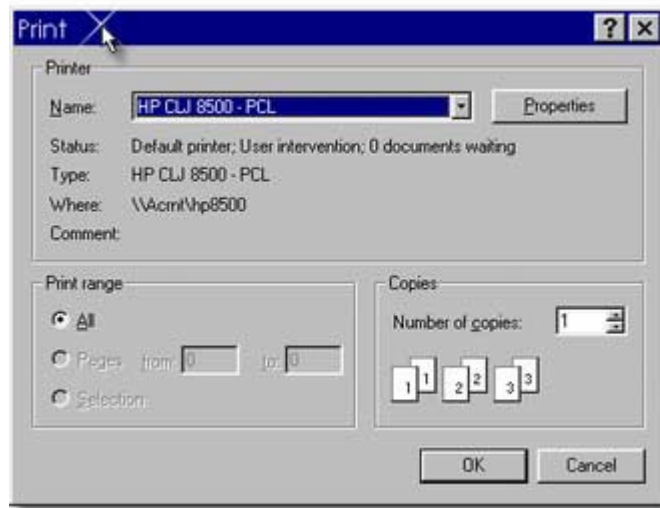 Print
Printer
Name: HP CLJ 8500 - PCL Properties
Status: Default printer; User intervention; 0 documents waiting
Type: HP CLJ 8500 - PCL
Where: \\Acmt\hp8500
Comment:
Print range
All
Pages from: 0 to: 0
Selection
Copies
Number of copies: 1
1 1 2 2 3 3
OK Cancel